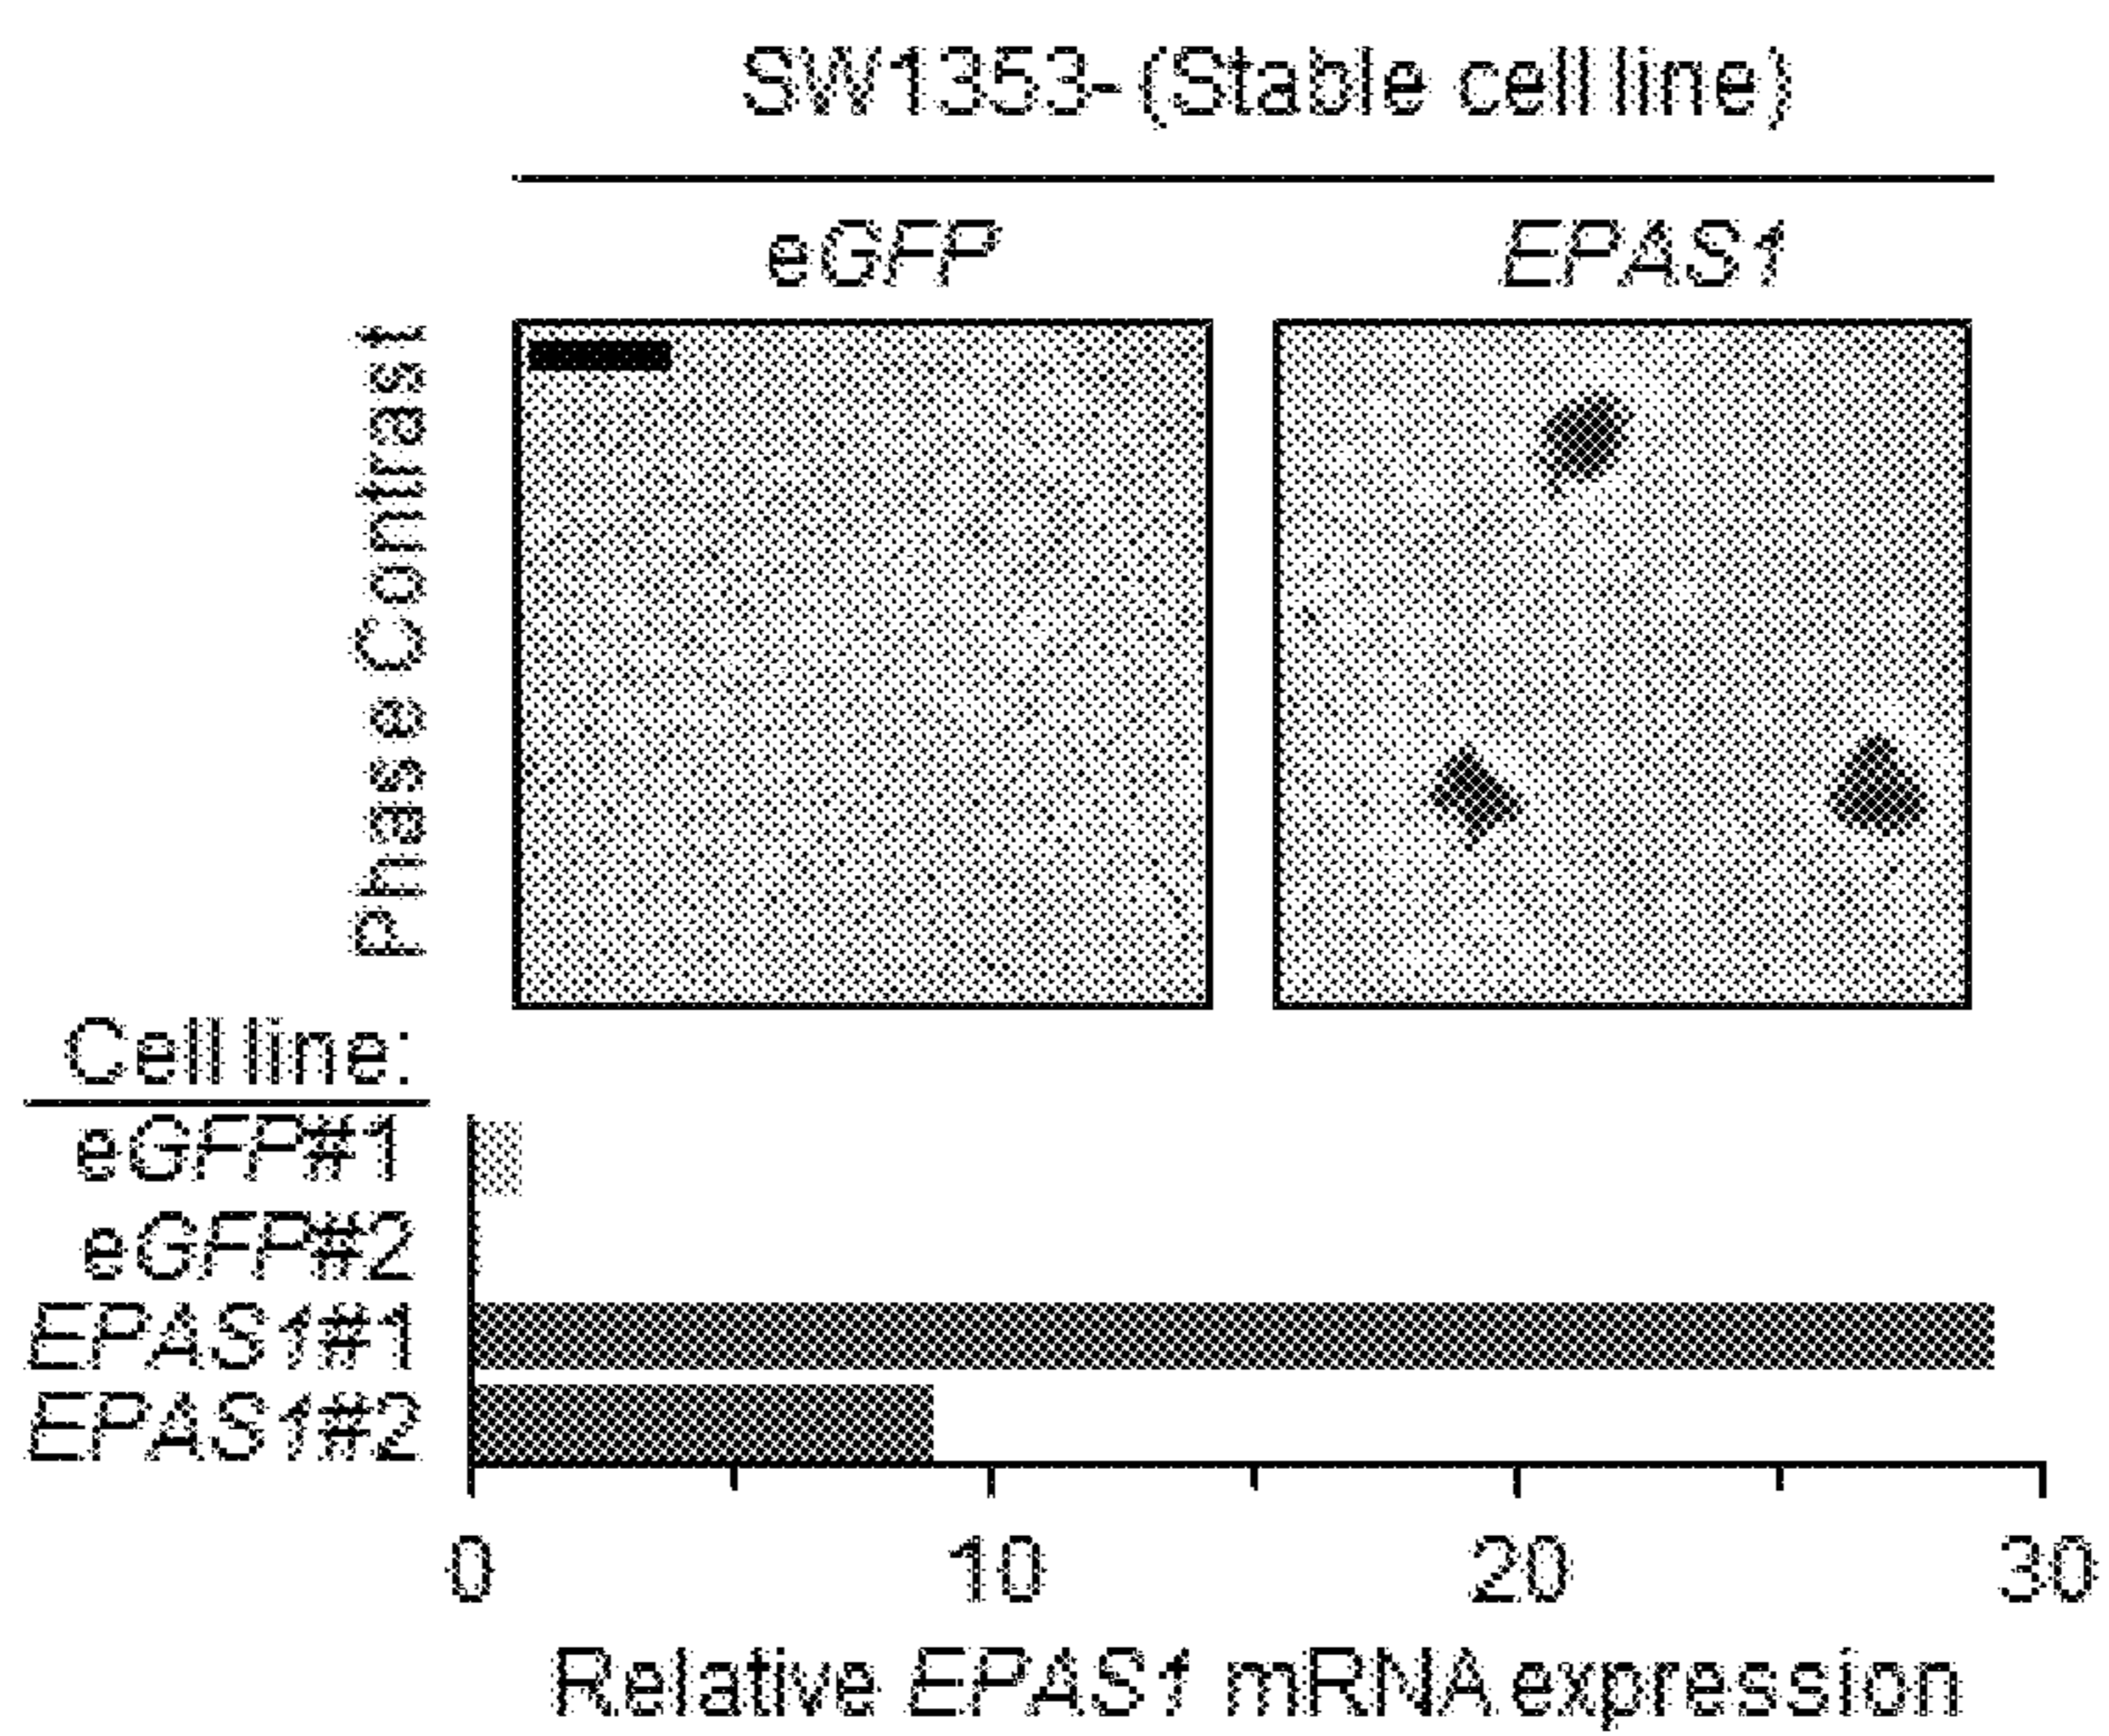 SW1353-(Stable cell line)
eGFP EPAS1
Phase Contrast
Cell line:
eGFP#1
eGFP#2
EPAS1#1
EPAS1#2
0 10 20 30
Relative EPAS1 mRNA expression